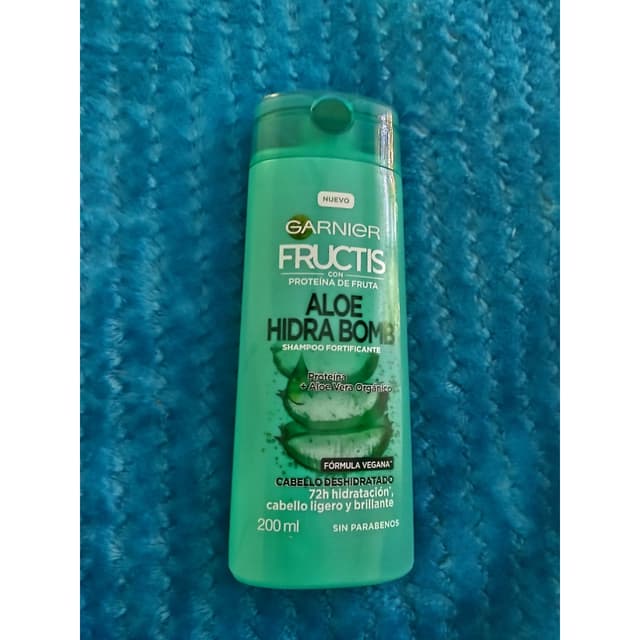 NUEVO
GARNIER
FRUCTIS
CON
PROTEÍNA DE FRUTA
ALOE
HIDRA BOMB
SHAMPOO FORTIFICANTE
Proteína
+ Aloe Vera Orgánico
FÓRMULA VEGANA*
CABELLO DESHIDRATADO
72h hidratación*,
cabello ligero y brillante
200 ml
SIN PARABENOS